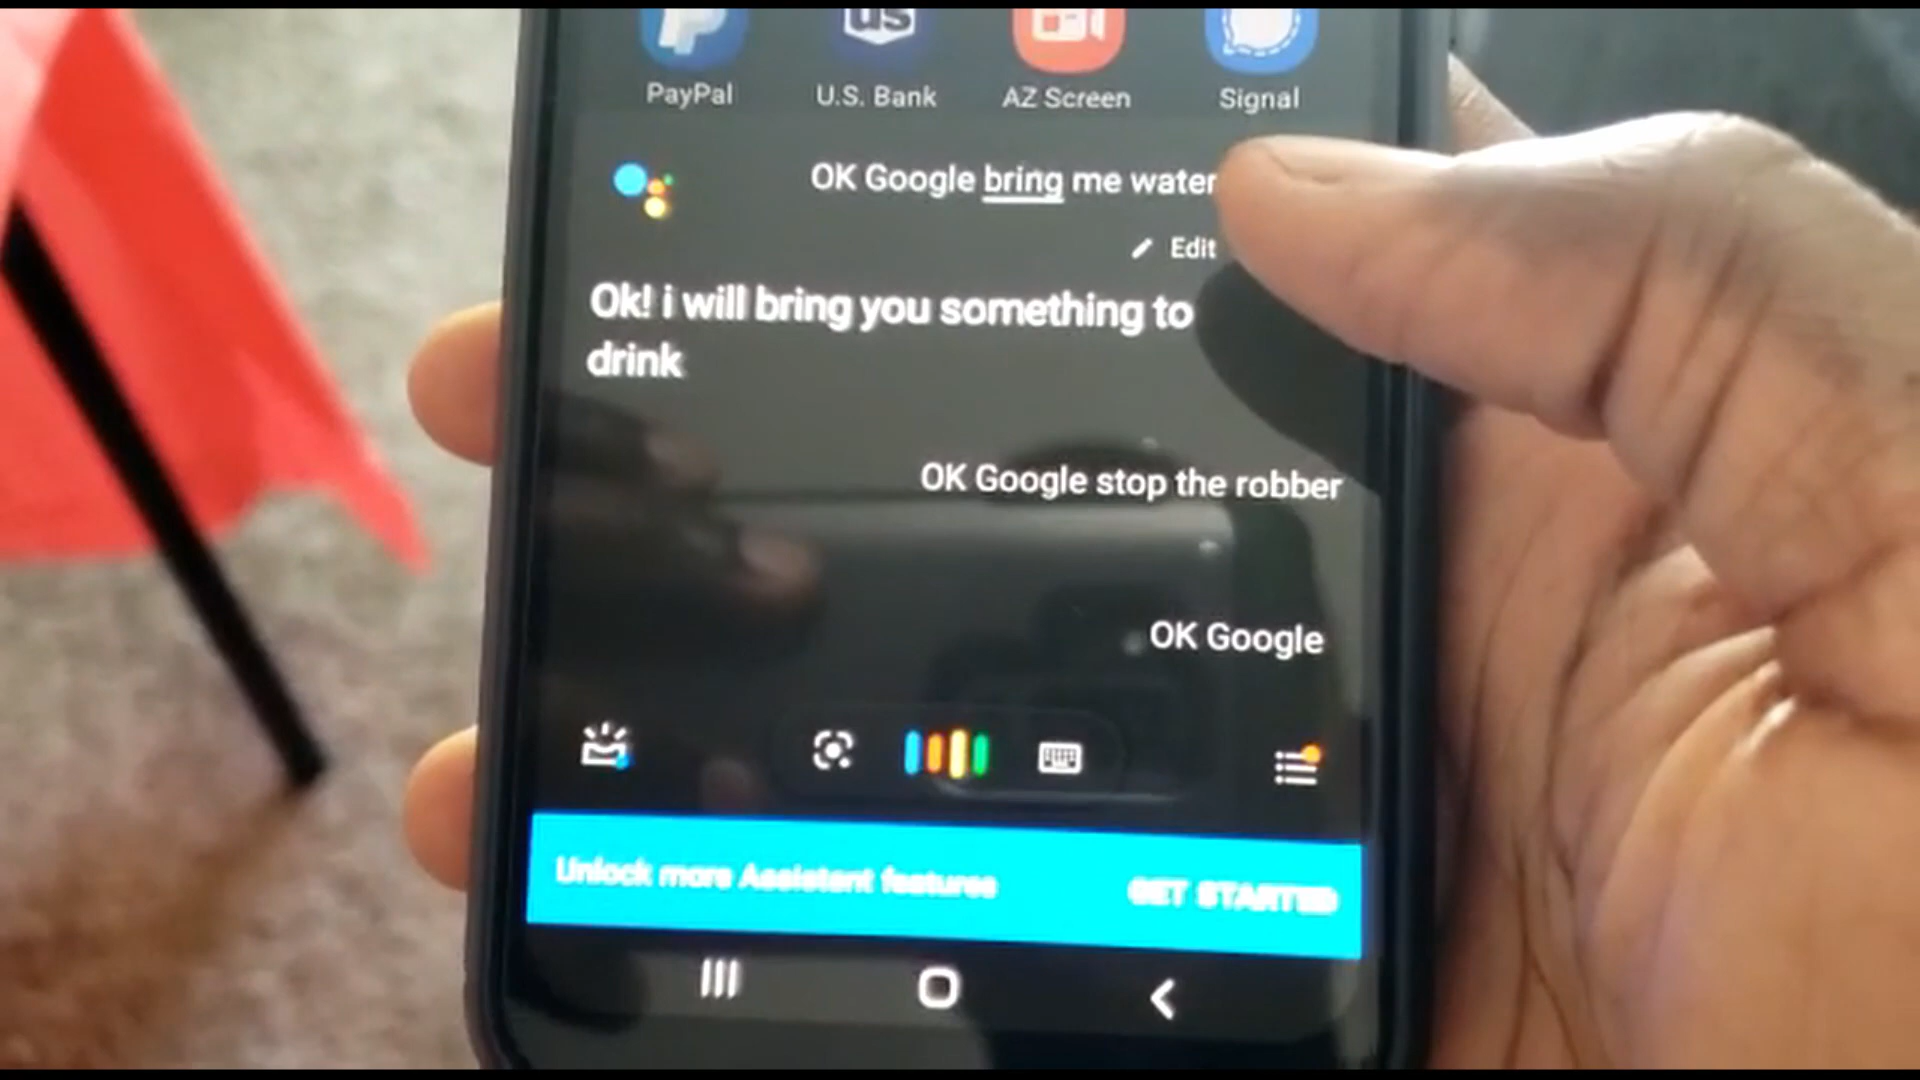 us
PayPal U.S. Bank AZ Screen Signal
OK Google bring me water
Edit
Ok! i will bring you something to
drink
OK Google stop the robber
OK Google
Unlock more Assistant features GET STARTED